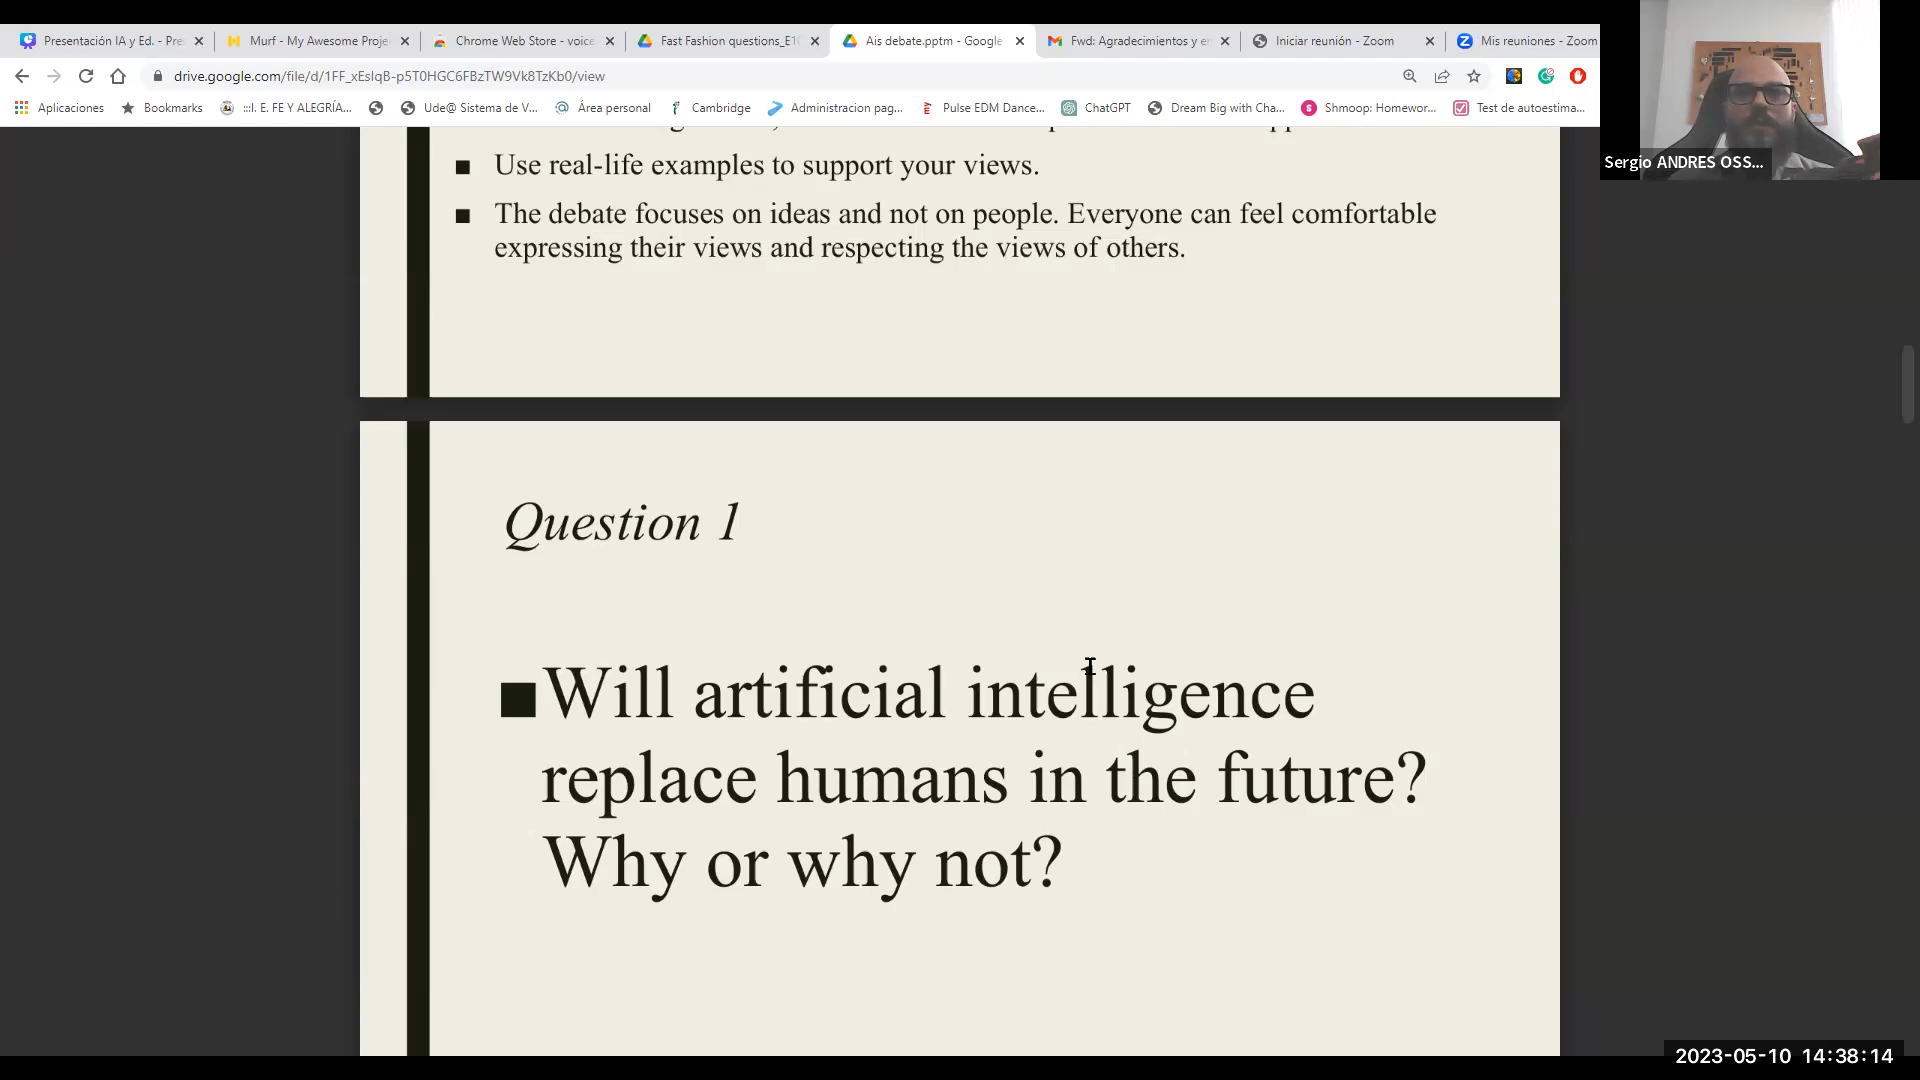 Presentación IA y Ed. - Pre
Murf - My Awesome Proje
Chrome Web Store - voice
Fast Fashion questions_E10
Ais debate.pptm - Google
Fwd: Agradecimientos y en
Iniciar reunión - Zoom
Mis reuniones - Zoom
drive.google.com/file/d/1FF_xEslqB-p5T0HGC6FBzTW9Vk8TzKb0/view
Aplicaciones
Bookmarks
:::I. E. FE Y ALEGRÍA...
Ude@ Sistema de V...
Área personal
Cambridge
Administracion pag...
Pulse EDM Dance...
ChatGPT
Dream Big with Cha...
Shmoop: Homewor...
Test de autoestima...
Sergio ANDRES OSS...
■ Use real-life examples to support your views.
■ The debate focuses on ideas and not on people. Everyone can feel comfortable
expressing their views and respecting the views of others.
Question 1
■Will artificial intelligence
replace humans in the future?
Why or why not?
2023-05-10 14:38:14